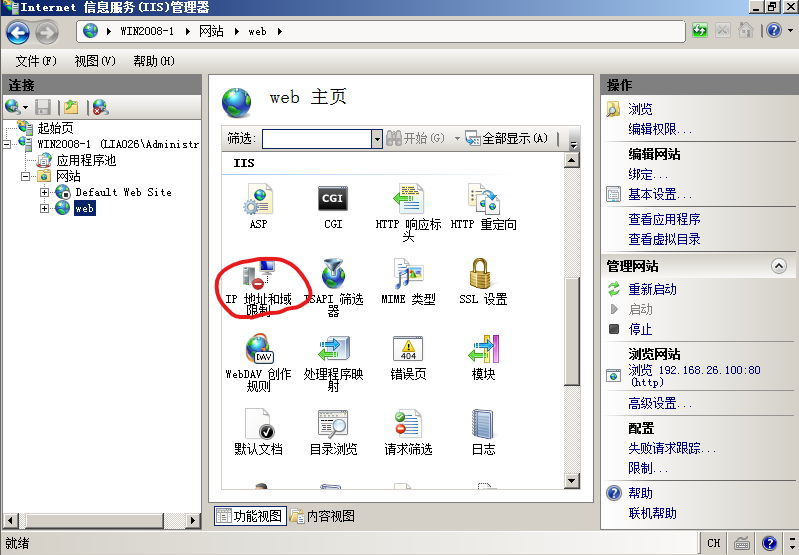 Internet 信息服务(IIS)管理器
WIN2008-1
网站
web
文件(F)
视图(V)
帮助(H)
连接
起始页
WIN2008-1 (LIAO26\Administr
应用程序池
网站
Default Web Site
web
web 主页
筛选:
开始(G)
全部显示(A)
IIS
CGI
ASP
CGI
HTTP 响应标
头
HTTP 重定向
IP 地址和域
限制
ISAPI 筛选
器
MIME 类型
SSL 设置
DAV
404
WebDAV 创作
规则
处理程序映
射
错误页
模块
默认文档
目录浏览
请求筛选
日志
功能视图
内容视图
操作
浏览
编辑权限...
编辑网站
绑定...
基本设置...
查看应用程序
查看虚拟目录
管理网站
重新启动
启动
停止
浏览网站
浏览 192.168.26.100:80
(http)
高级设置...
配置
失败请求跟踪...
限制...
帮助
联机帮助
就绪
CH